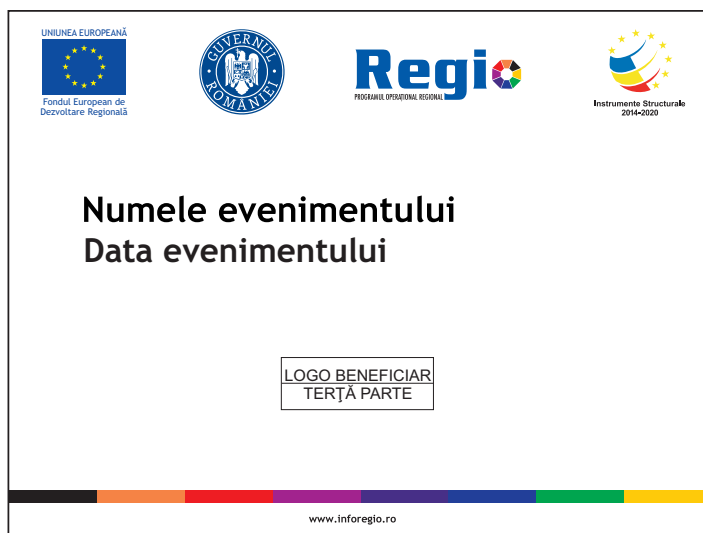 UNIUNEA EUROPEANĂ
Fondul European de
Dezvoltare Regională
GUVERNUL ROMÂNIEI
Regio
PROGRAMUL OPERAȚIONAL REGIONAL
Instrumente Structurale
2014-2020
Numele evenimentului
Data evenimentului
LOGO BENEFICIAR
TERŢĂ PARTE
www.inforegio.ro